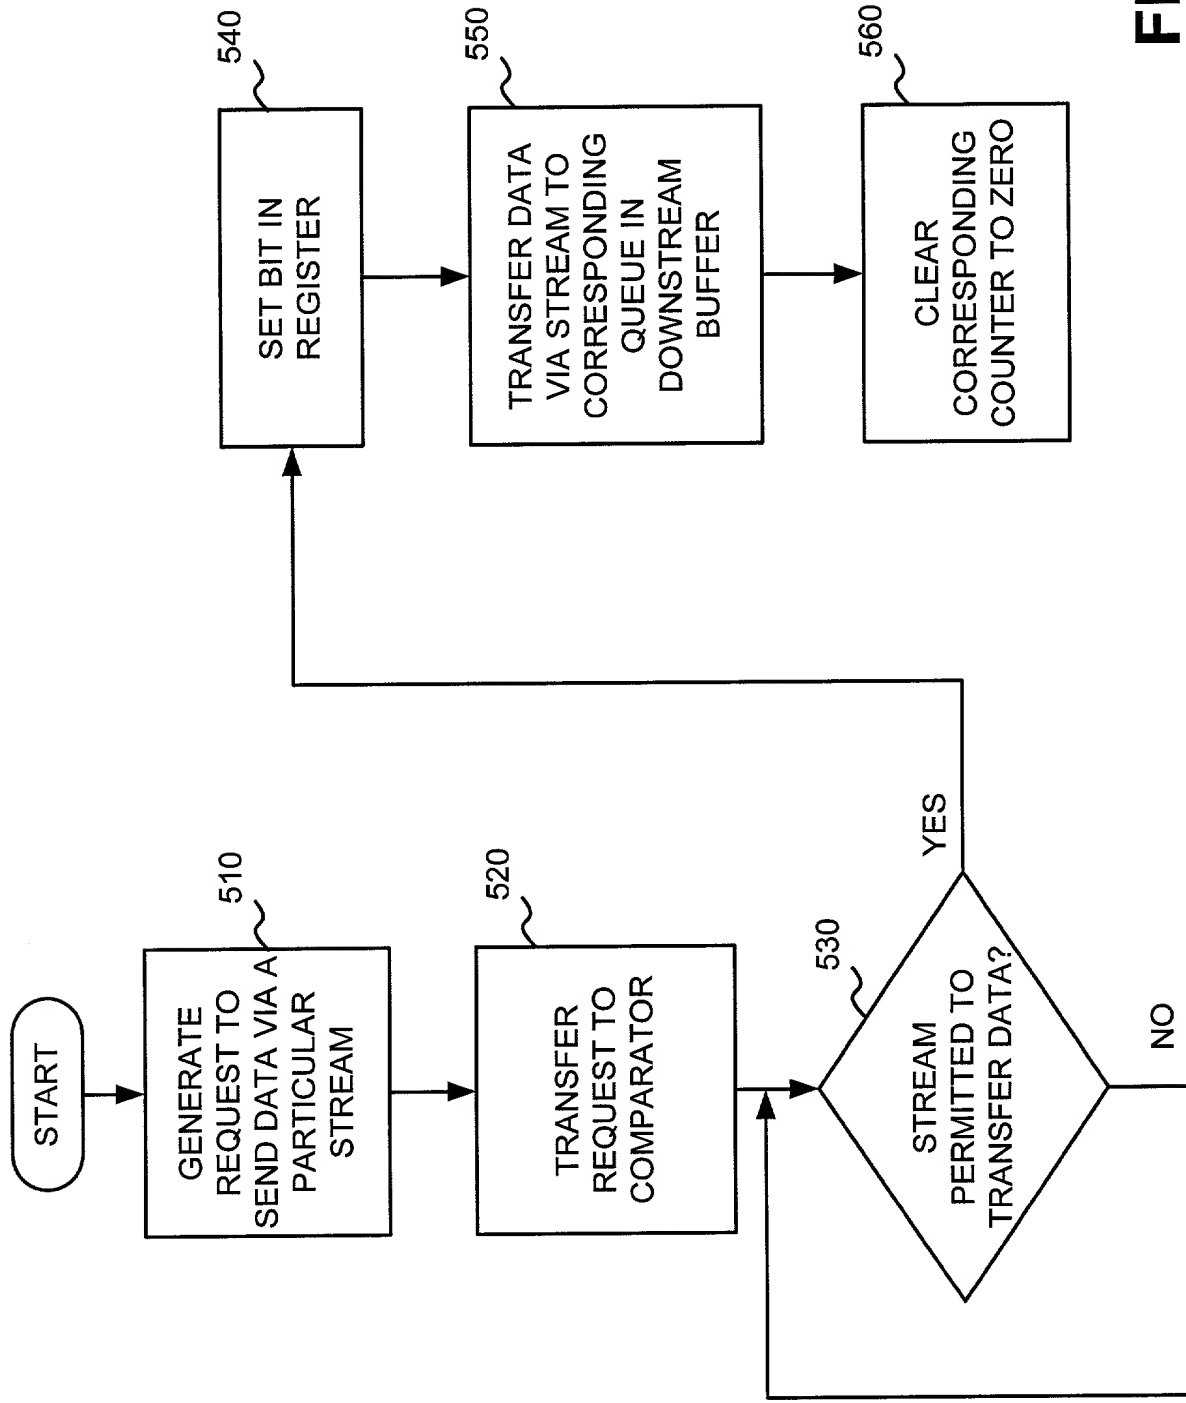 START
510
GENERATE
REQUEST TO
SEND DATA VIA A
PARTICULAR
STREAM
520
TRANSFER
REQUEST TO
COMPARATOR
530
STREAM
PERMITTED TO
TRANSFER DATA?
YES
NO
540
SET BIT IN
REGISTER
550
TRANSFER DATA
VIA STREAM TO
CORRESPONDING
QUEUE IN
DOWNSTREAM
BUFFER
560
CLEAR
CORRESPONDING
COUNTER TO ZERO